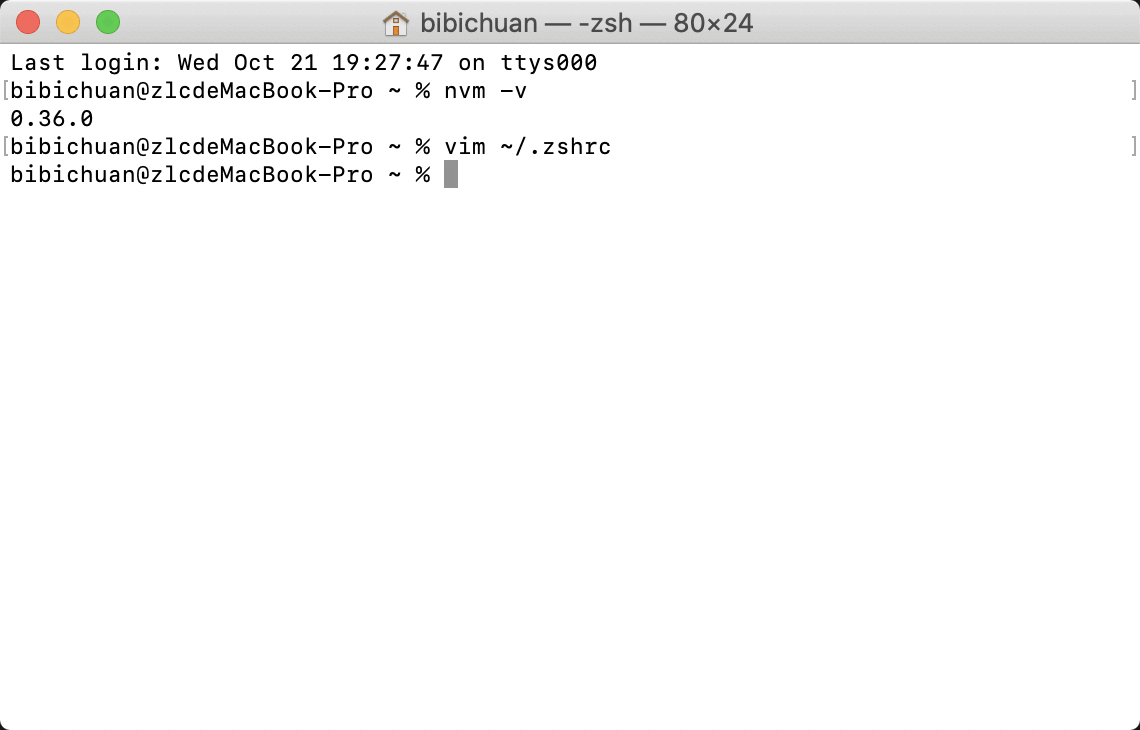 bibichuan — -zsh — 80×24
Last login: Wed Oct 21 19:27:47 on ttys000
[bibichuan@zlcdeMacBook-Pro ~ % nvm -v ]
0.36.0
[bibichuan@zlcdeMacBook-Pro ~ % vim ~/.zshrc ]
bibichuan@zlcdeMacBook-Pro ~ %